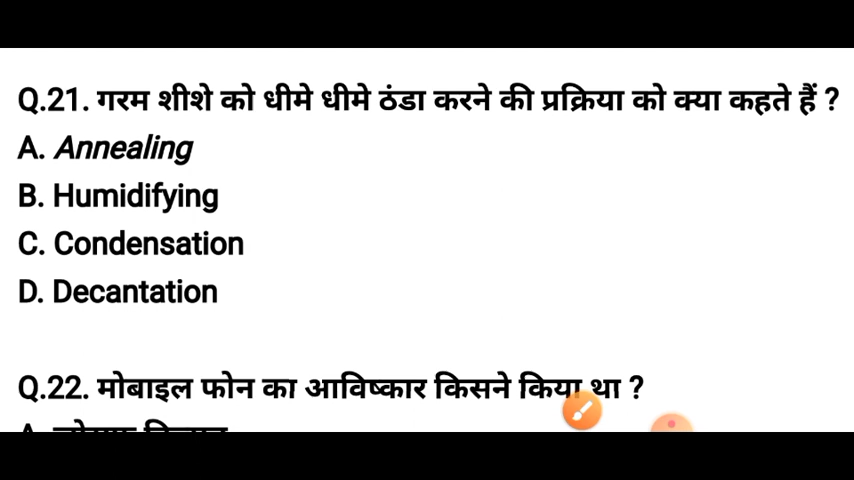 Q.21. गरम शीशे को धीमे धीमे ठंडा करने की प्रक्रिया को क्या कहते हैं ?
A. Annealing
B. Humidifying
C. Condensation
D. Decantation
Q.22. मोबाइल फोन का आविष्कार किसने किया था ?